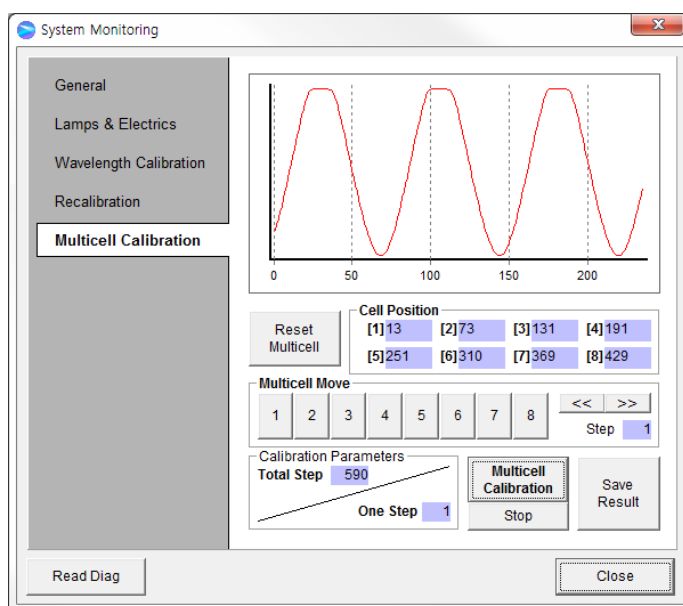 System Monitoring
General
Lamps & Electrics
Wavelength Calibration
Recalibration
Multicell Calibration
0 50 100 150 200
Reset
Multicell
Cell Position
[1] 13 [2] 73 [3] 131 [4] 191
[5] 251 [6] 310 [7] 369 [8] 429
Multicell Move
1 2 3 4 5 6 7 8
<< >>
Step 1
Calibration Parameters
Total Step 590
One Step 1
Multicell
Calibration
Stop
Save
Result
Read Diag
Close